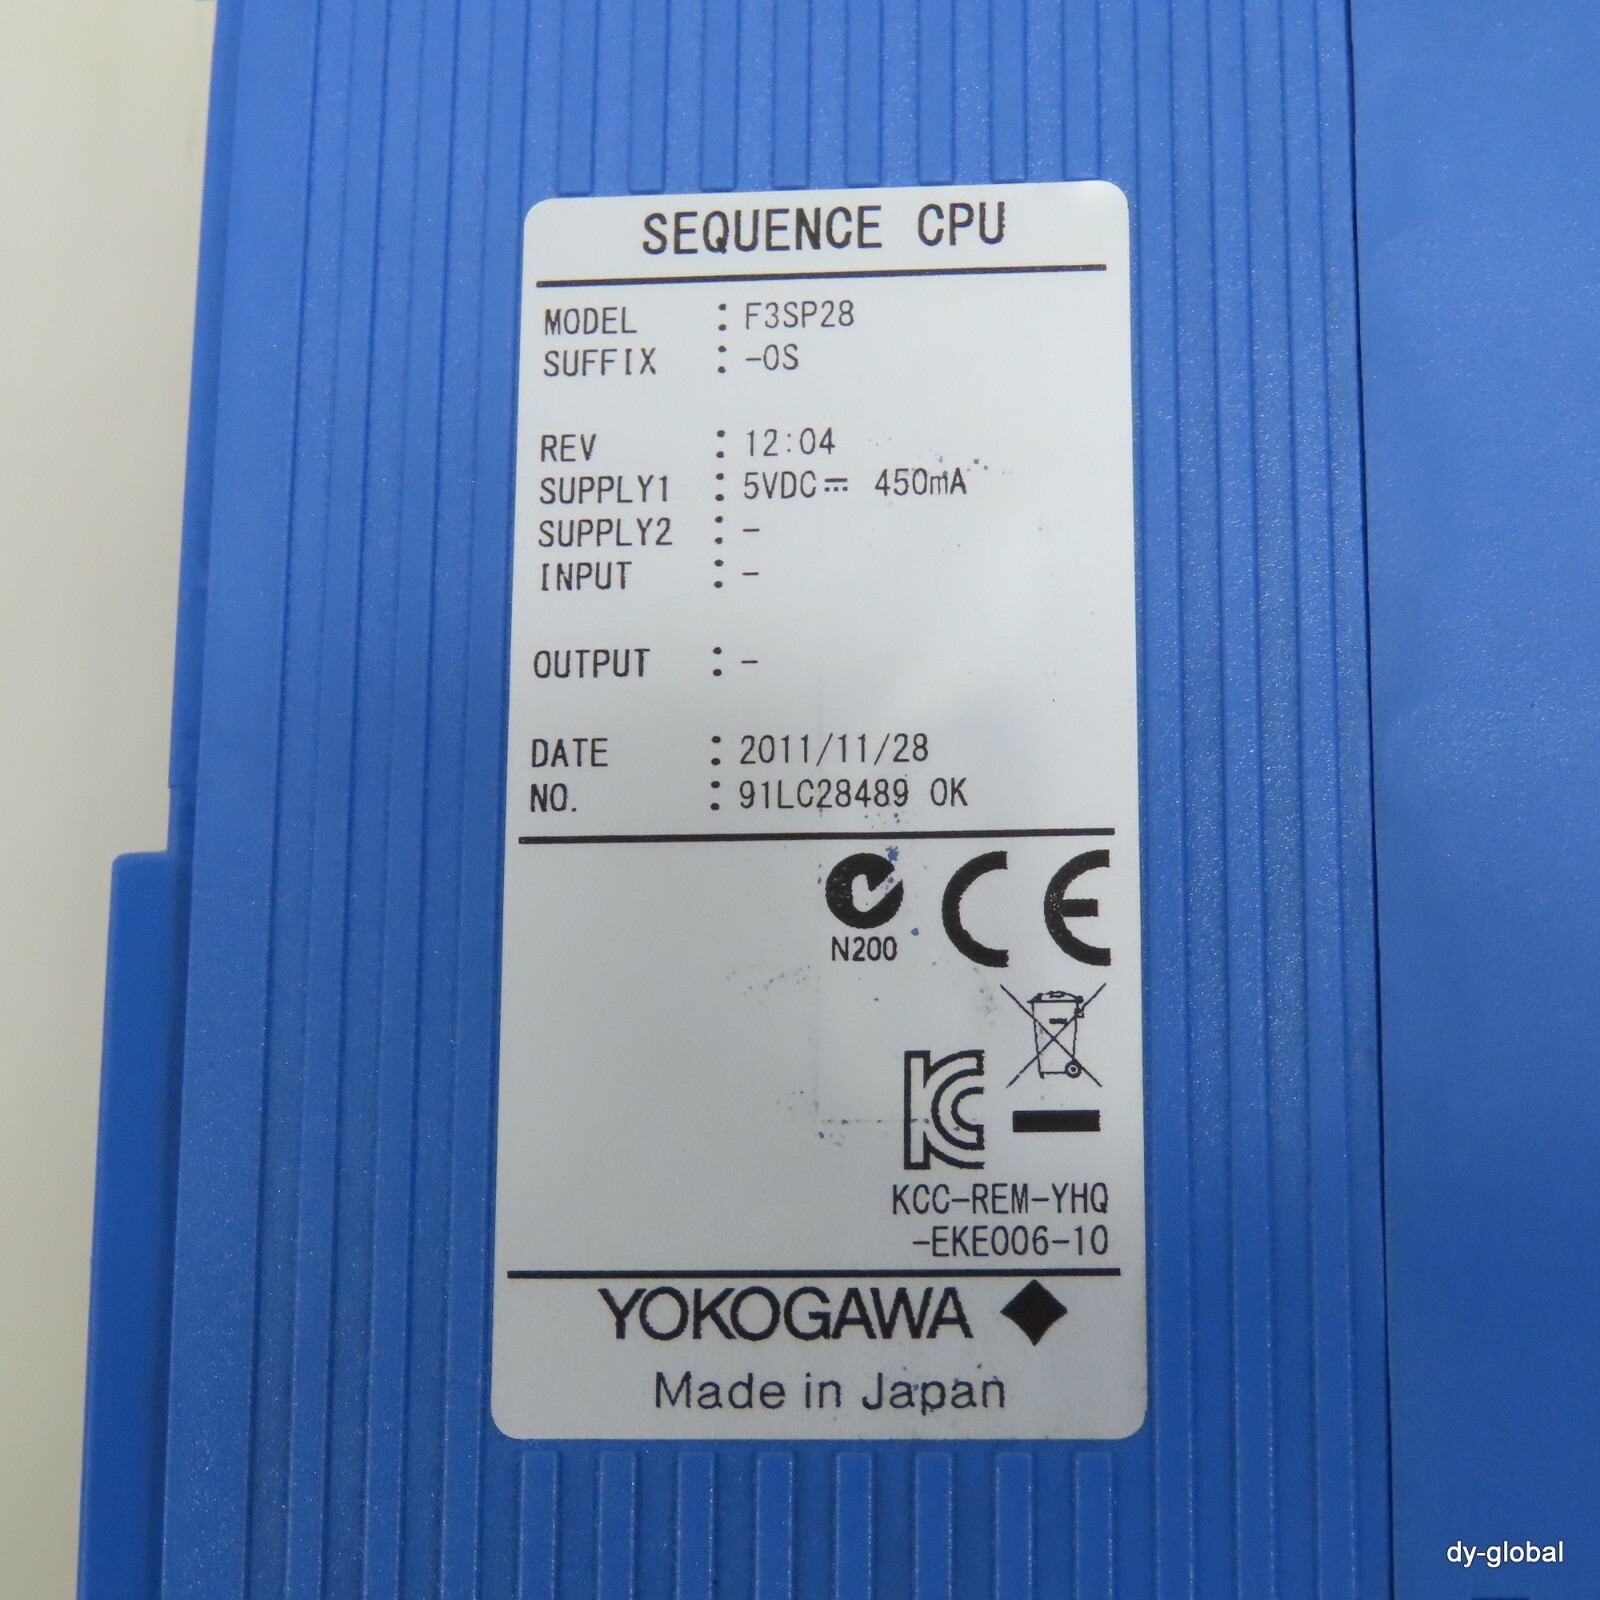 SEQUENCE CPU
MODEL : F3SP28
SUFFIX : -0S
REV : 12:04
SUPPLY1 : 5VDC⎓ 450mA
SUPPLY2 : -
INPUT : -
OUTPUT : -
DATE : 2011/11/28
NO. : 91LC28489 OK
N200
CE
KC
KCC-REM-YHQ
-EKE006-10
YOKOGAWA
Made in Japan
dy-global